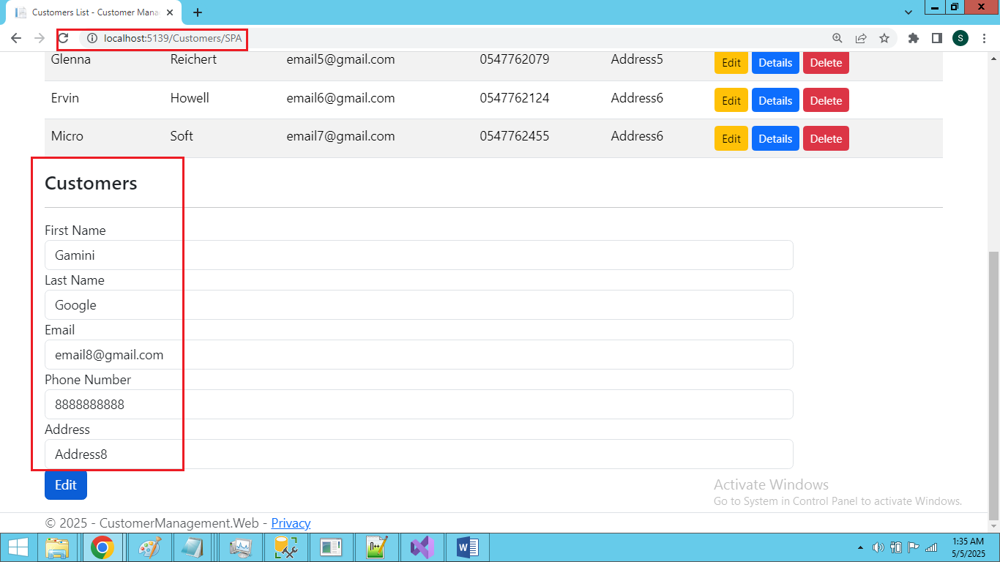 Customers List - Customer Mana
localhost:5139/Customers/SPA
S
Glenna Reichert email5@gmail.com 0547762079 Address5 Edit Details Delete
Ervin Howell email6@gmail.com 0547762124 Address6 Edit Details Delete
Micro Soft email7@gmail.com 0547762455 Address6 Edit Details Delete
Customers
First Name
Gamini
Last Name
Google
Email
email8@gmail.com
Phone Number
8888888888
Address
Address8
Edit
Activate Windows
Go to System in Control Panel to activate Windows.
© 2025 - CustomerManagement.Web - Privacy
1:35 AM
5/5/2025